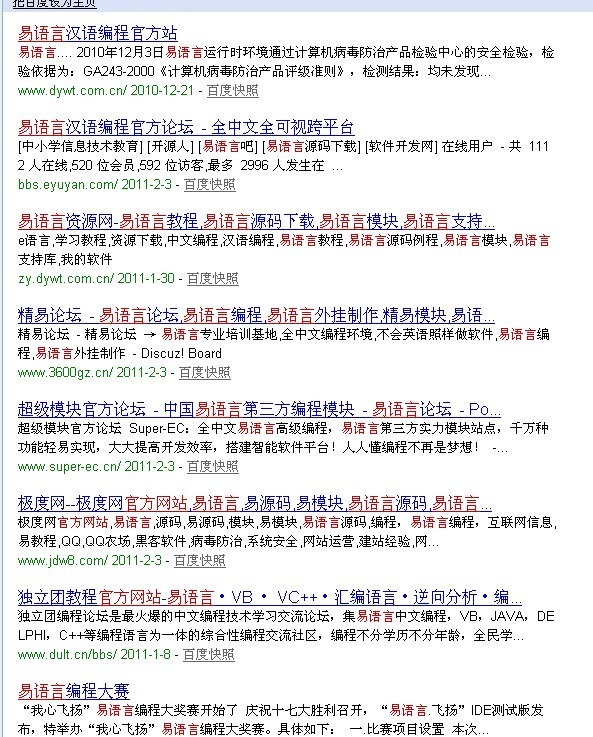 把百度设为主页
易语言汉语编程官方站
易语言.... 2010年12月3日易语言运行时环境通过计算机病毒防治产品检验中心的安全检验，检
验依据为：GA243-2000《计算机病毒防治产品评级准则》，检测结果：均未发现...
www.dywt.com.cn/ 2010-12-21 - 百度快照
易语言汉语编程官方论坛 - 全中文全可视跨平台
[中小学信息技术教育] [开源人] [易语言吧] [易语言源码下载] [软件开发网] 在线用户 - 共 111
2 人在线,520 位会员,592 位访客,最多 2996 人发生在 ...
bbs.eyuyan.com/ 2011-2-3 - 百度快照
易语言资源网-易语言教程,易语言源码下载,易语言模块,易语言支持...
e语言,学习教程,资源下载,中文编程,汉语编程,易语言教程,易语言源码例程,易语言模块,易语言
支持库,我的软件
zy.dywt.com.cn/ 2011-1-30 - 百度快照
精易论坛 - 易语言论坛,易语言编程,易语言外挂制作,精易模块,易语...
精易论坛 - 精易论坛 → 易语言专业培训基地,全中文编程环境,不会英语照样做软件,易语言编
程,易语言外挂制作 - Discuz! Board
www.3600gz.cn/ 2011-2-3 - 百度快照
超级模块官方论坛 - 中国易语言第三方编程模块 - 易语言论坛 - Po...
超级模块官方论坛 Super-EC：全中文易语言高级编程，易语言第三方实力模块站点，千万种
功能轻易实现，大大提高开发效率，搭建智能软件平台！人人懂编程不再是梦想！ -...
www.super-ec.cn/ 2011-2-3 - 百度快照
极度网--极度网官方网站,易语言,易源码,易模块,易语言源码,易语言...
极度网官方网站,易语言,源码,易源码,模块,易模块,易语言源码,编程，易语言编程，互联网信息,
易教程,QQ,QQ农场,黑客软件,病毒防治,系统安全,网站运营,建站经验,网...
www.jdw8.com/ 2011-2-3 - 百度快照
独立团教程官方网站-易语言•VB•VC++•汇编语言•逆向分析•编...
独立团编程论坛是最火爆的中文编程技术学习交流论坛，集易语言中文编程，VB，JAVA，DE
LPHI，C++等编程语言为一体的综合性编程交流社区，编程不分学历不分年龄，全民学...
www.dult.cn/bbs/ 2011-1-8 - 百度快照
易语言编程大赛
“我心飞扬”易语言编程大奖赛开始了 庆祝十七大胜利召开，“易语言.飞扬”IDE测试版发
布，特举办“我心飞扬”易语言编程大奖赛。具体如下： 一.比赛项目设置 本次...